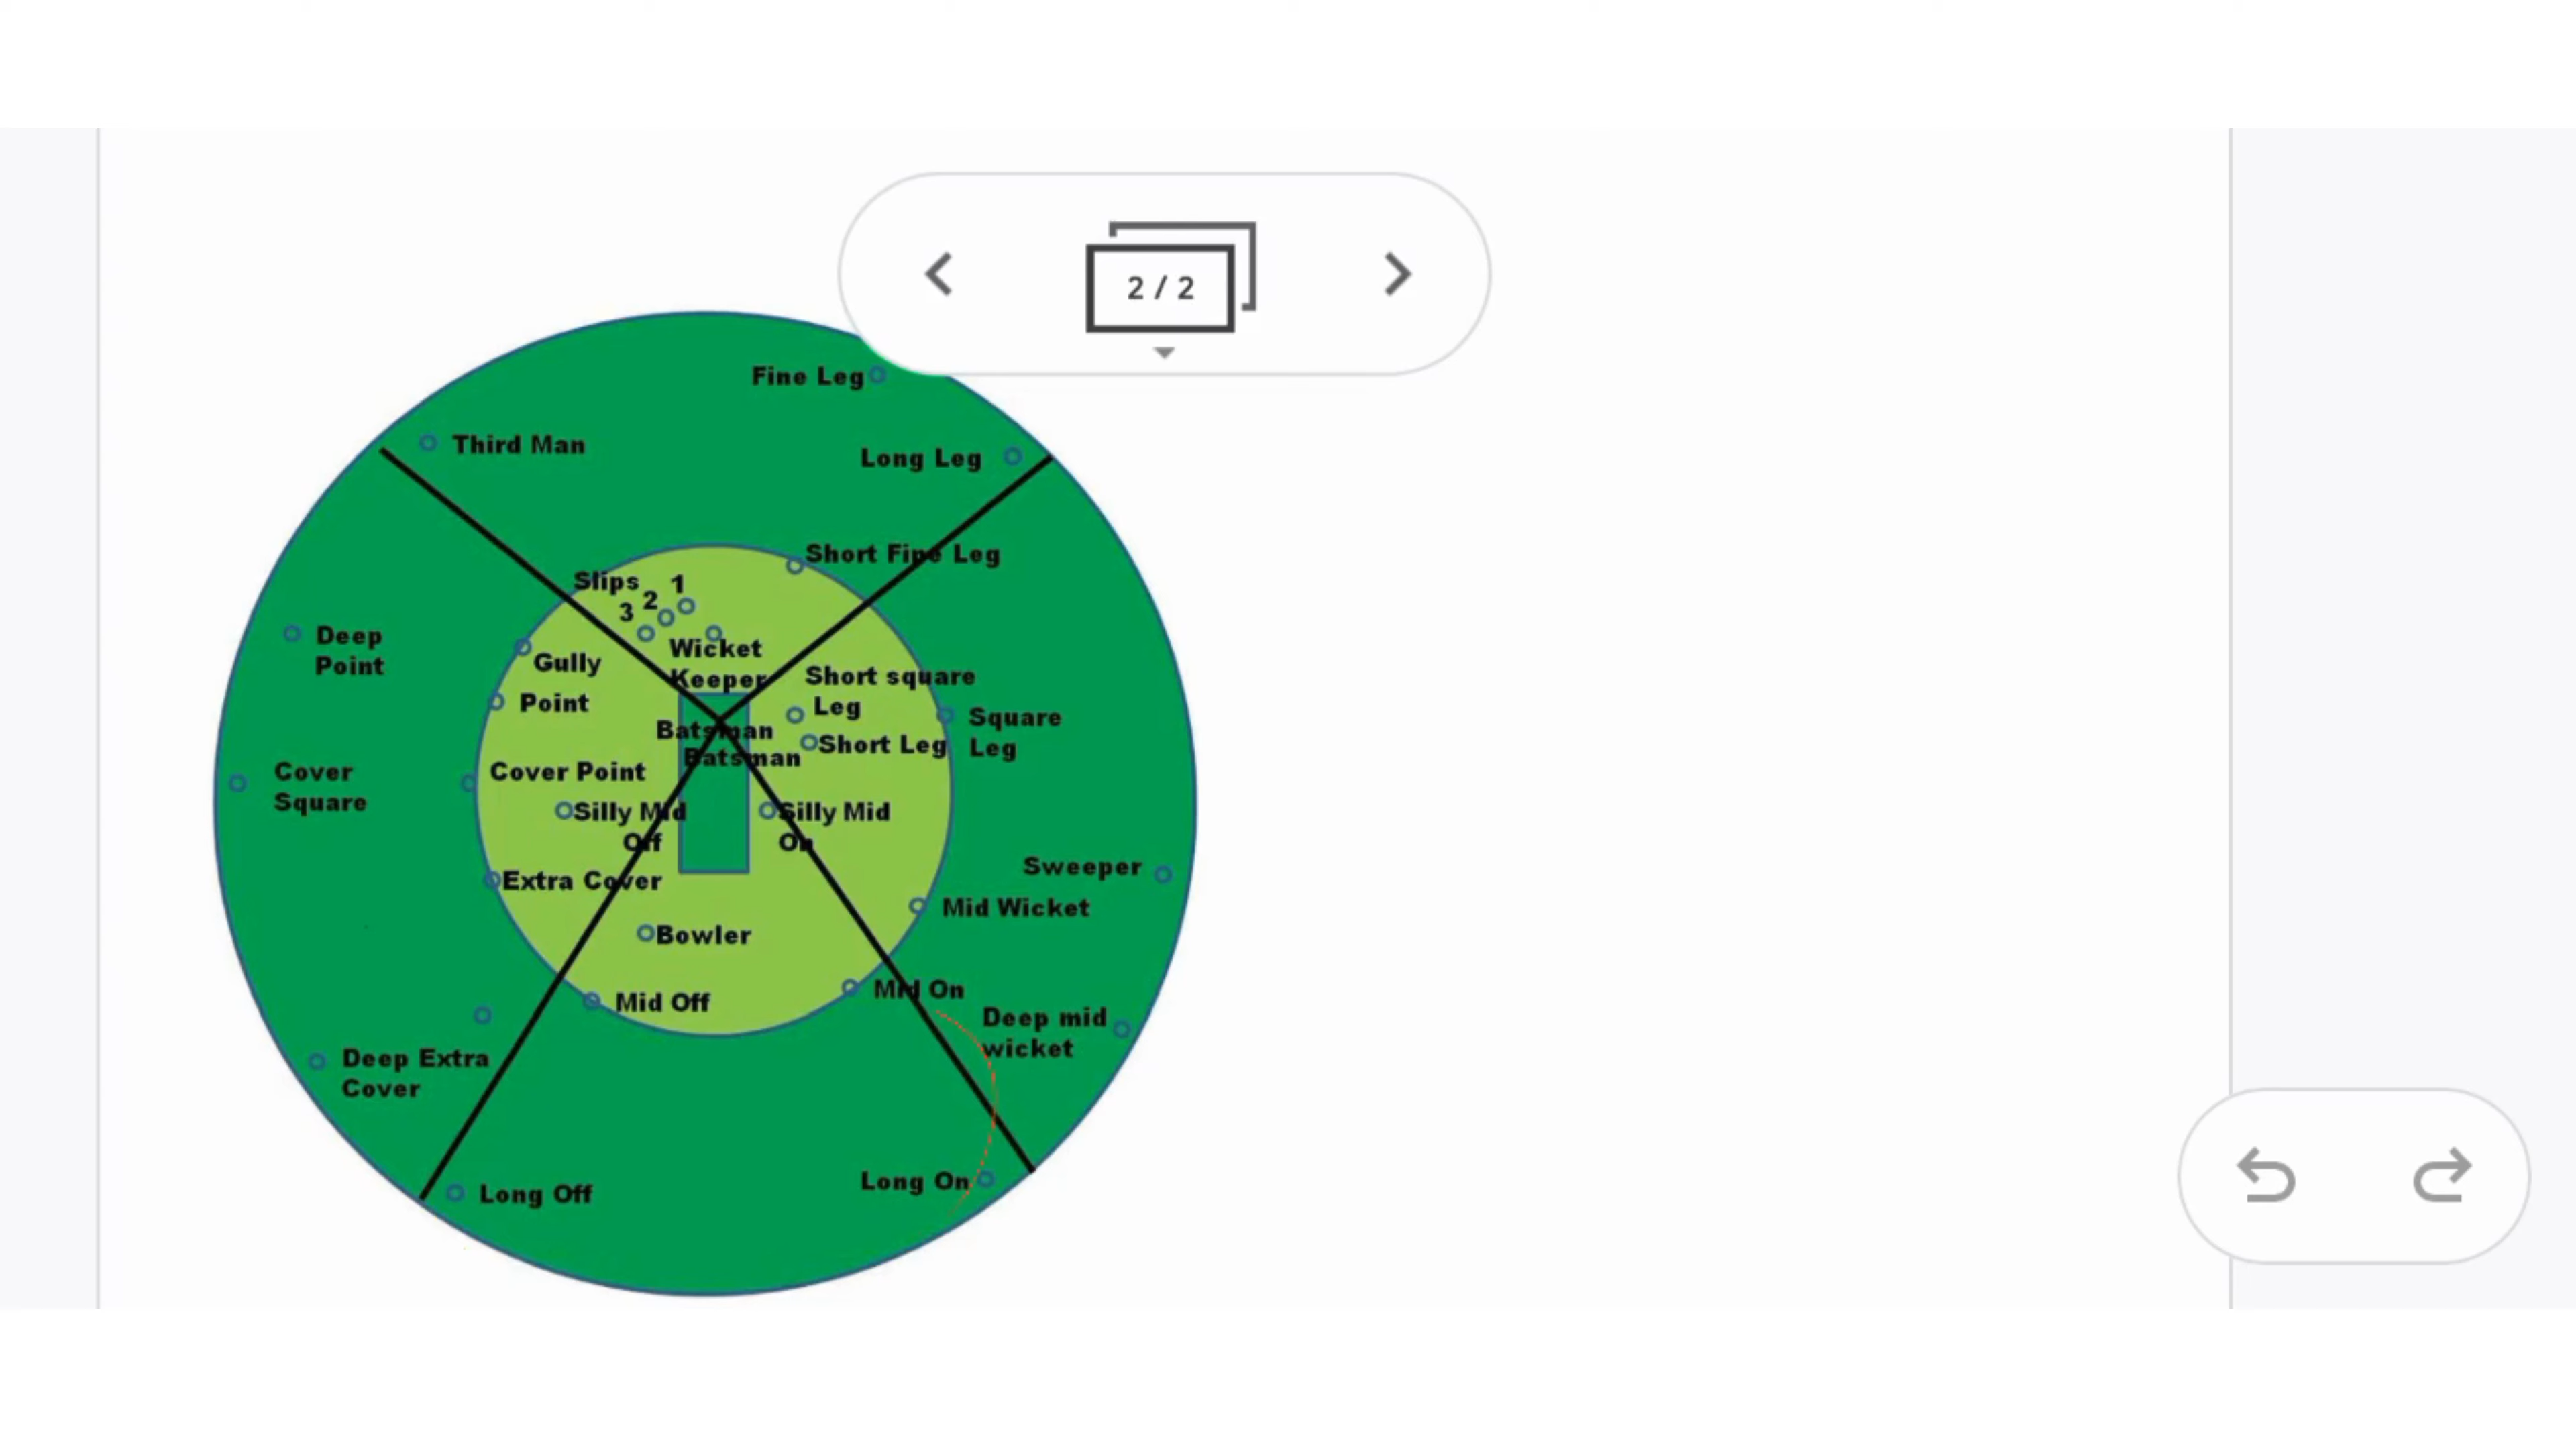 2 / 2
Fine Leg
Third Man
Long Leg
Short Fine Leg
Slips
1
2
3
Wicket
Keeper
Deep
Point
Gully
Point
Short square
Leg
Square
Leg
Batsman
Short Leg
Batsman
Cover
Square
Cover Point
Silly Mid
Off
Silly Mid
On
Sweeper
Extra Cover
Mid Wicket
Bowler
Mid On
Mid Off
Deep mid
wicket
Deep Extra
Cover
Long On
Long Off